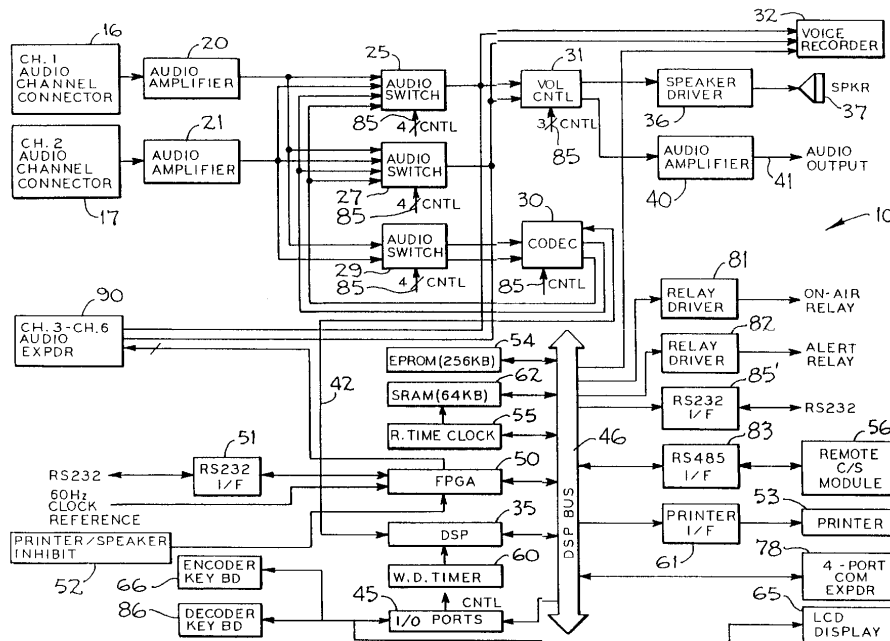 16
CH. 1
AUDIO
CHANNEL
CONNECTOR
20
AUDIO
AMPLIFIER
25
AUDIO
SWITCH
85
4
CNTL
31
VOL
CNTL
3
CNTL
85
32
VOICE
RECORDER
SPEAKER
DRIVER
36
SPKR
37
CH. 2
AUDIO
CHANNEL
CONNECTOR
17
21
AUDIO
AMPLIFIER
AUDIO
SWITCH
27
85
4
CNTL
AUDIO
AMPLIFIER
40
41
AUDIO
OUTPUT
10
AUDIO
SWITCH
29
85
4
CNTL
30
CODEC
85
CNTL
90
CH. 3-CH. 6
AUDIO
EXPDR
42
54
EPROM (256KB)
62
SRAM (64KB)
55
R. TIME CLOCK
50
FPGA
35
DSP
60
W. D. TIMER
CNTL
45
I/O PORTS
46
DSP BUS
81
RELAY
DRIVER
ON-AIR
RELAY
82
RELAY
DRIVER
ALERT
RELAY
85'
RS232
I/F
RS232
83
RS485
I/F
56
REMOTE
C/S
MODULE
PRINTER
I/F
61
53
PRINTER
78
4-PORT
COM
EXPDR
65
LCD
DISPLAY
51
RS232
I/F
RS232
60Hz
CLOCK
REFERENCE
PRINTER/SPEAKER
INHIBIT
52
ENCODER
KEY BD
66
DECODER
KEY BD
86